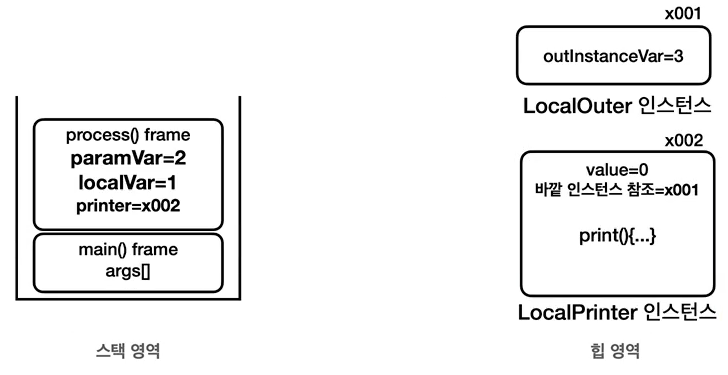 process() frame
paramVar=2
localVar=1
printer=x002
main() frame
args[]
스택 영역
x001
outInstanceVar=3
LocalOuter 인스턴스
x002
value=0
바깥 인스턴스 참조=x001
print(){...}
LocalPrinter 인스턴스
힙 영역